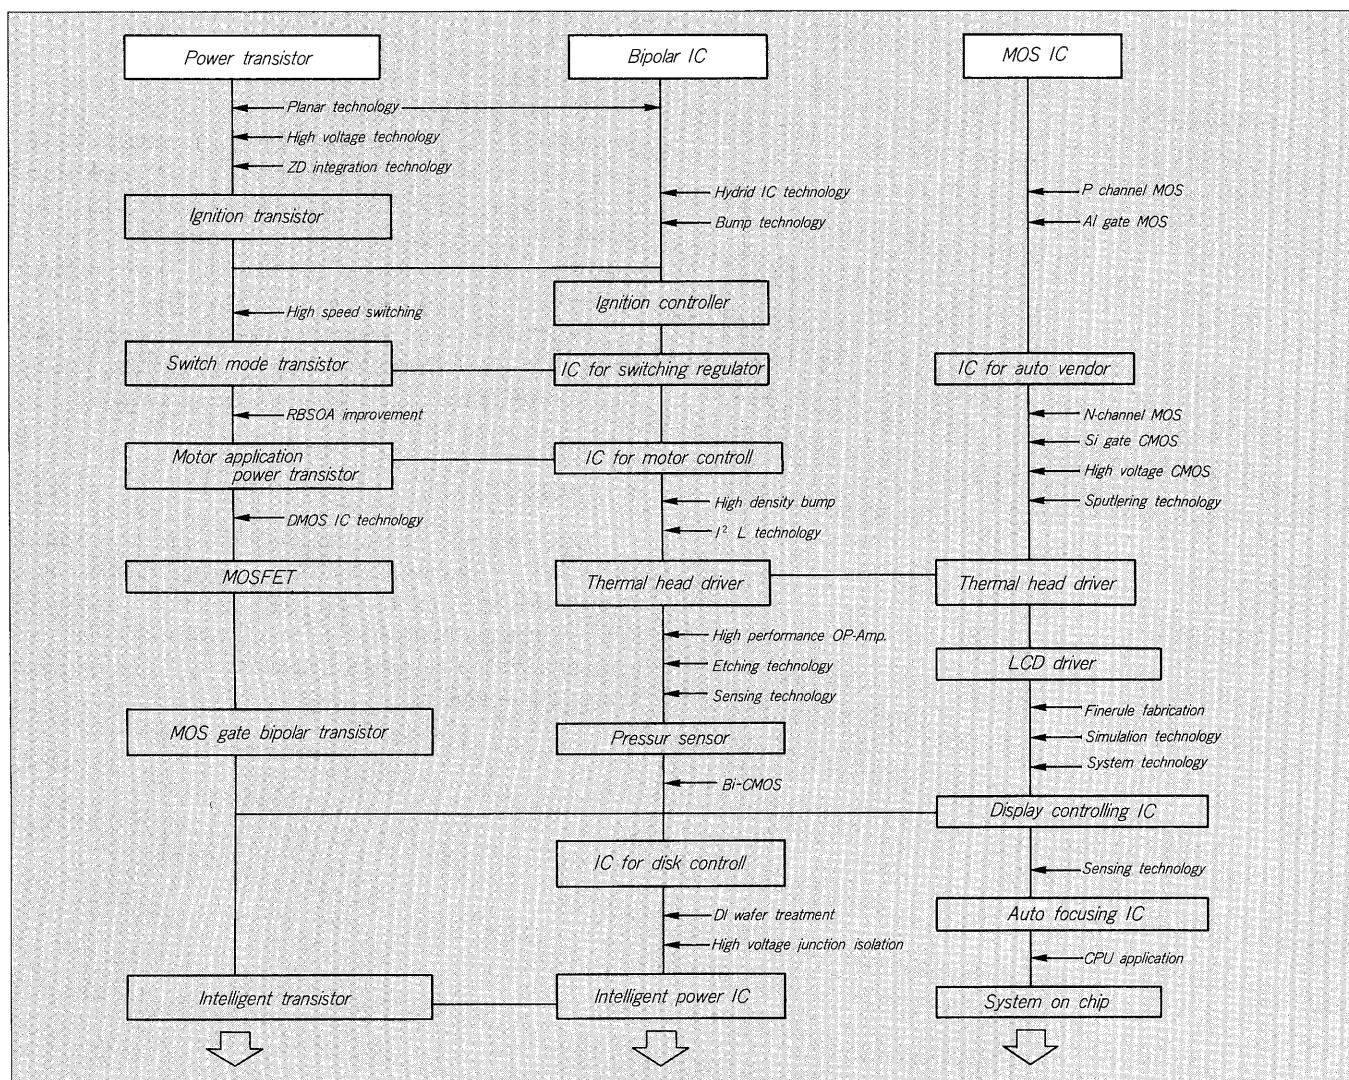 Power transistor
Planar technology
High voltage technology
ZD integration technology
Ignition transistor
High speed switching
Switch mode transistor
RBSOA improvement
Motor application
power transistor
DMOS IC technology
MOSFET
MOS gate bipolar transistor
Intelligent transistor
Bipolar IC
Hydrid IC technology
Bump technology
Ignition controller
IC for switching regulator
IC for motor controll
High density bump
I² L technology
Thermal head driver
High performance OP-Amp.
Etching technology
Sensing technology
Pressur sensor
Bi-CMOS
IC for disk controll
DI wafer treatment
High voltage junction isolation
Intelligent power IC
MOS IC
P channel MOS
Al gate MOS
IC for auto vendor
N-channel MOS
Si gate CMOS
High voltage CMOS
Sputlering technology
Thermal head driver
LCD driver
Finerule fabrication
Simulalion technology
System technology
Display controlling IC
Sensing technology
Auto focusing IC
CPU application
System on chip